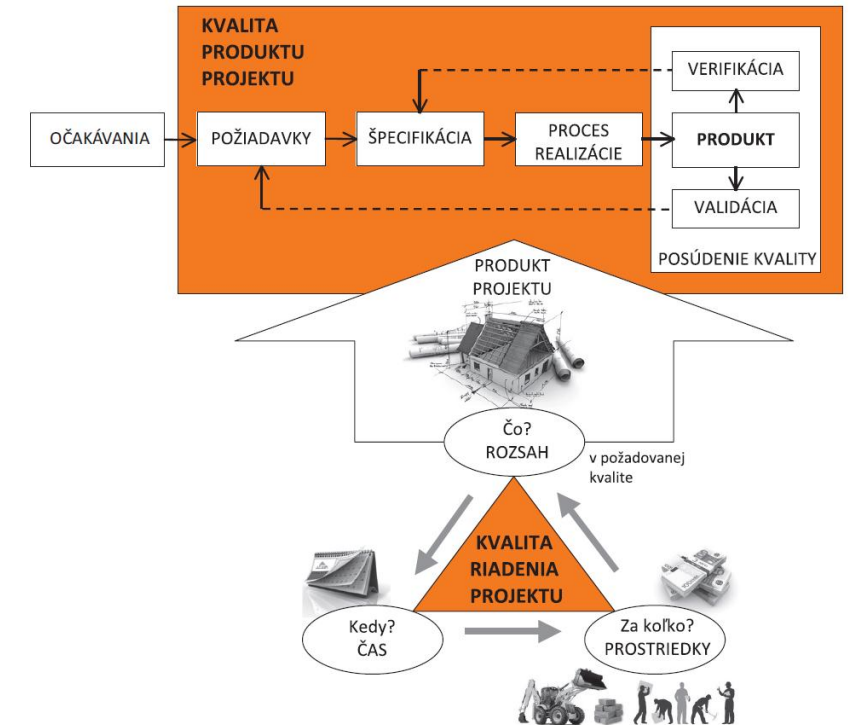 KVALITA
PRODUKTU
PROJEKTU
OČAKÁVANIA
POŽIADAVKY
ŠPECIFIKÁCIA
PROCES
REALIZÁCIE
VERIFIKÁCIA
PRODUKT
VALIDÁCIA
POSÚDENIE KVALITY
PRODUKT
PROJEKTU
Čo?
ROZSAH
v požadovanej
kvalite
KVALITA
RIADENIA
PROJEKTU
Kedy?
ČAS
Za koľko?
PROSTRIEDKY